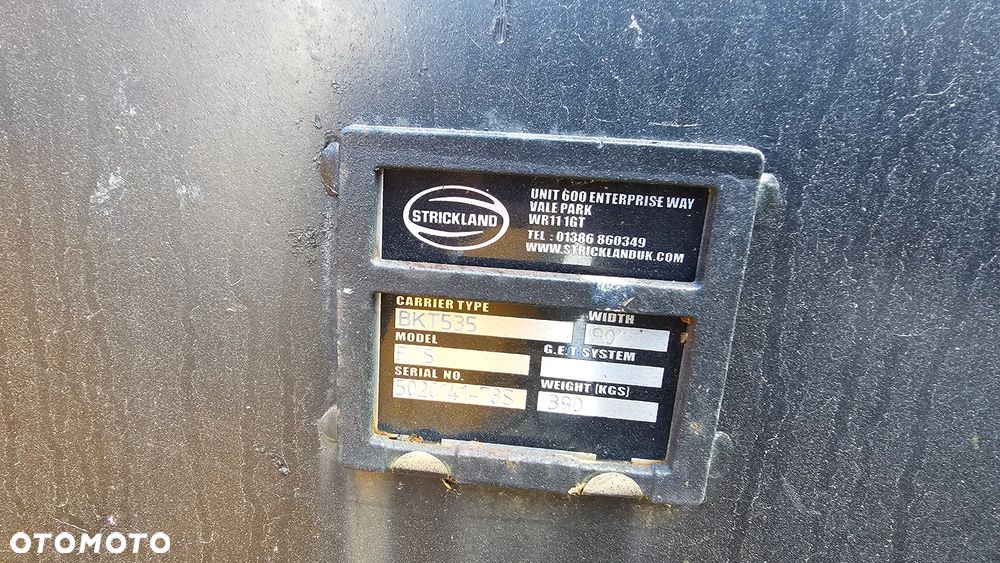 STRICKLAND
UNIT 600 ENTERPRISE WAY
VALE PARK
WR11 1GT
TEL : 01386 860349
WWW.STRICKLANDUK.COM
CARRIER TYPE
WIDTH
BKT535
MODEL
G.E.T SYSTEM
SERIAL NO.
WEIGHT (KGS)
390
OTOMOTO